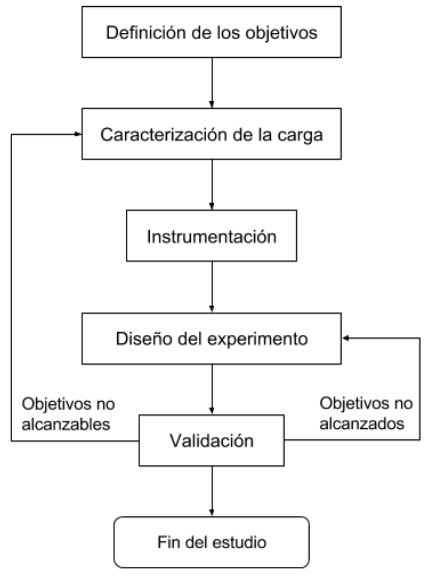 Definición de los objetivos
Caracterización de la carga
Instrumentación
Diseño del experimento
Objetivos no
alcanzables
Objetivos no
alcanzados
Validación
Fin del estudio